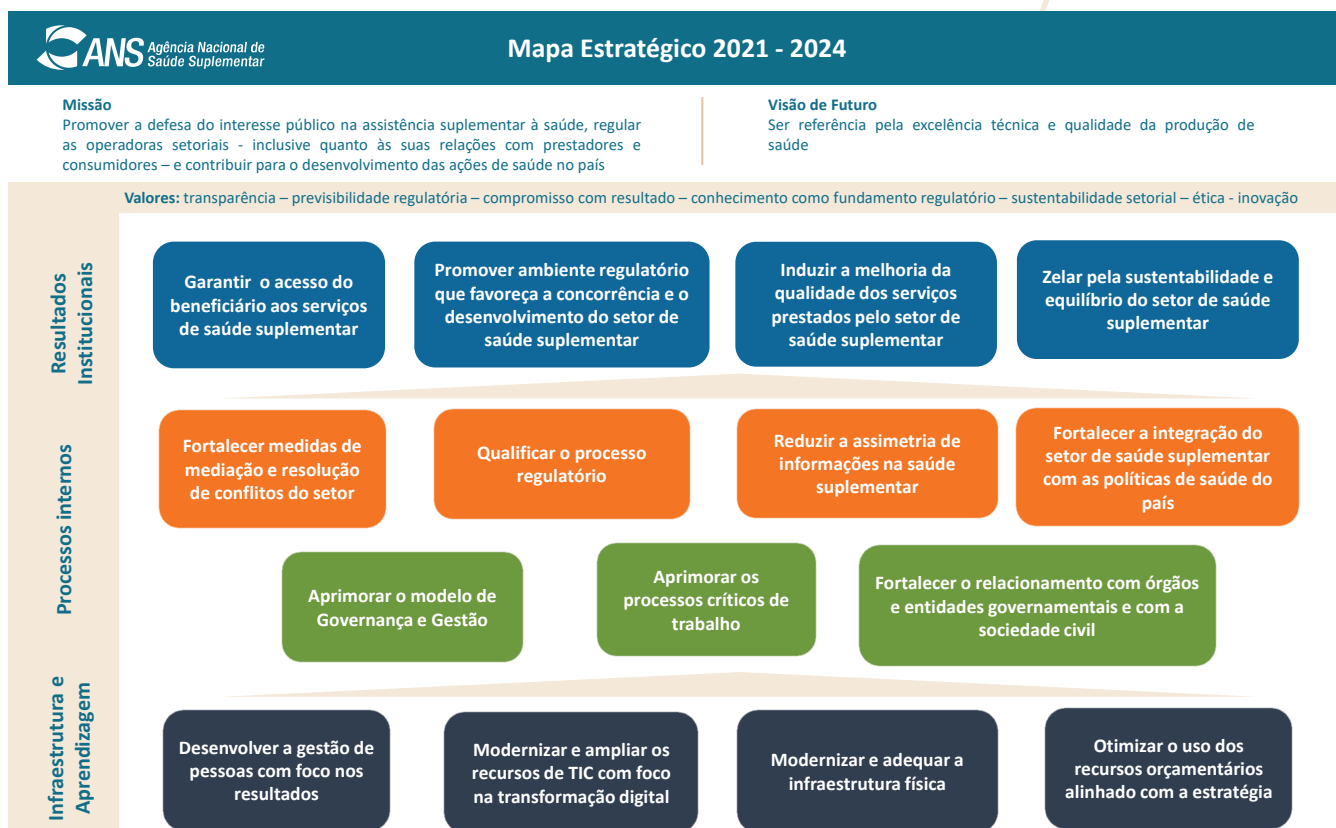 ANS Agência Nacional de
Saúde Suplementar
Mapa Estratégico 2021 - 2024
Missão
Promover a defesa do interesse público na assistência suplementar à saúde, regular
as operadoras setoriais - inclusive quanto às suas relações com prestadores e
consumidores – e contribuir para o desenvolvimento das ações de saúde no país
Visão de Futuro
Ser referência pela excelência técnica e qualidade da produção de
saúde
Valores: transparência – previsibilidade regulatória – compromisso com resultado – conhecimento como fundamento regulatório – sustentabilidade setorial – ética - inovação
Resultados
Institucionais
Garantir o acesso do
beneficiário aos serviços
de saúde suplementar
Promover ambiente regulatório
que favoreça a concorrência e o
desenvolvimento do setor de
saúde suplementar
Induzir a melhoria da
qualidade dos serviços
prestados pelo setor de
saúde suplementar
Zelar pela sustentabilidade e
equilíbrio do setor de saúde
suplementar
Processos internos
Fortalecer medidas de
mediação e resolução
de conflitos do setor
Qualificar o processo
regulatório
Reduzir a assimetria de
informações na saúde
suplementar
Fortalecer a integração do
setor de saúde suplementar
com as políticas de saúde do
país
Aprimorar o modelo de
Governança e Gestão
Aprimorar os
processos críticos de
trabalho
Fortalecer o relacionamento com órgãos
e entidades governamentais e com a
sociedade civil
Infraestrutura e
Aprendizagem
Desenvolver a gestão de
pessoas com foco nos
resultados
Modernizar e ampliar os
recursos de TIC com foco
na transformação digital
Modernizar e adequar a
infraestrutura física
Otimizar o uso dos
recursos orçamentários
alinhado com a estratégia